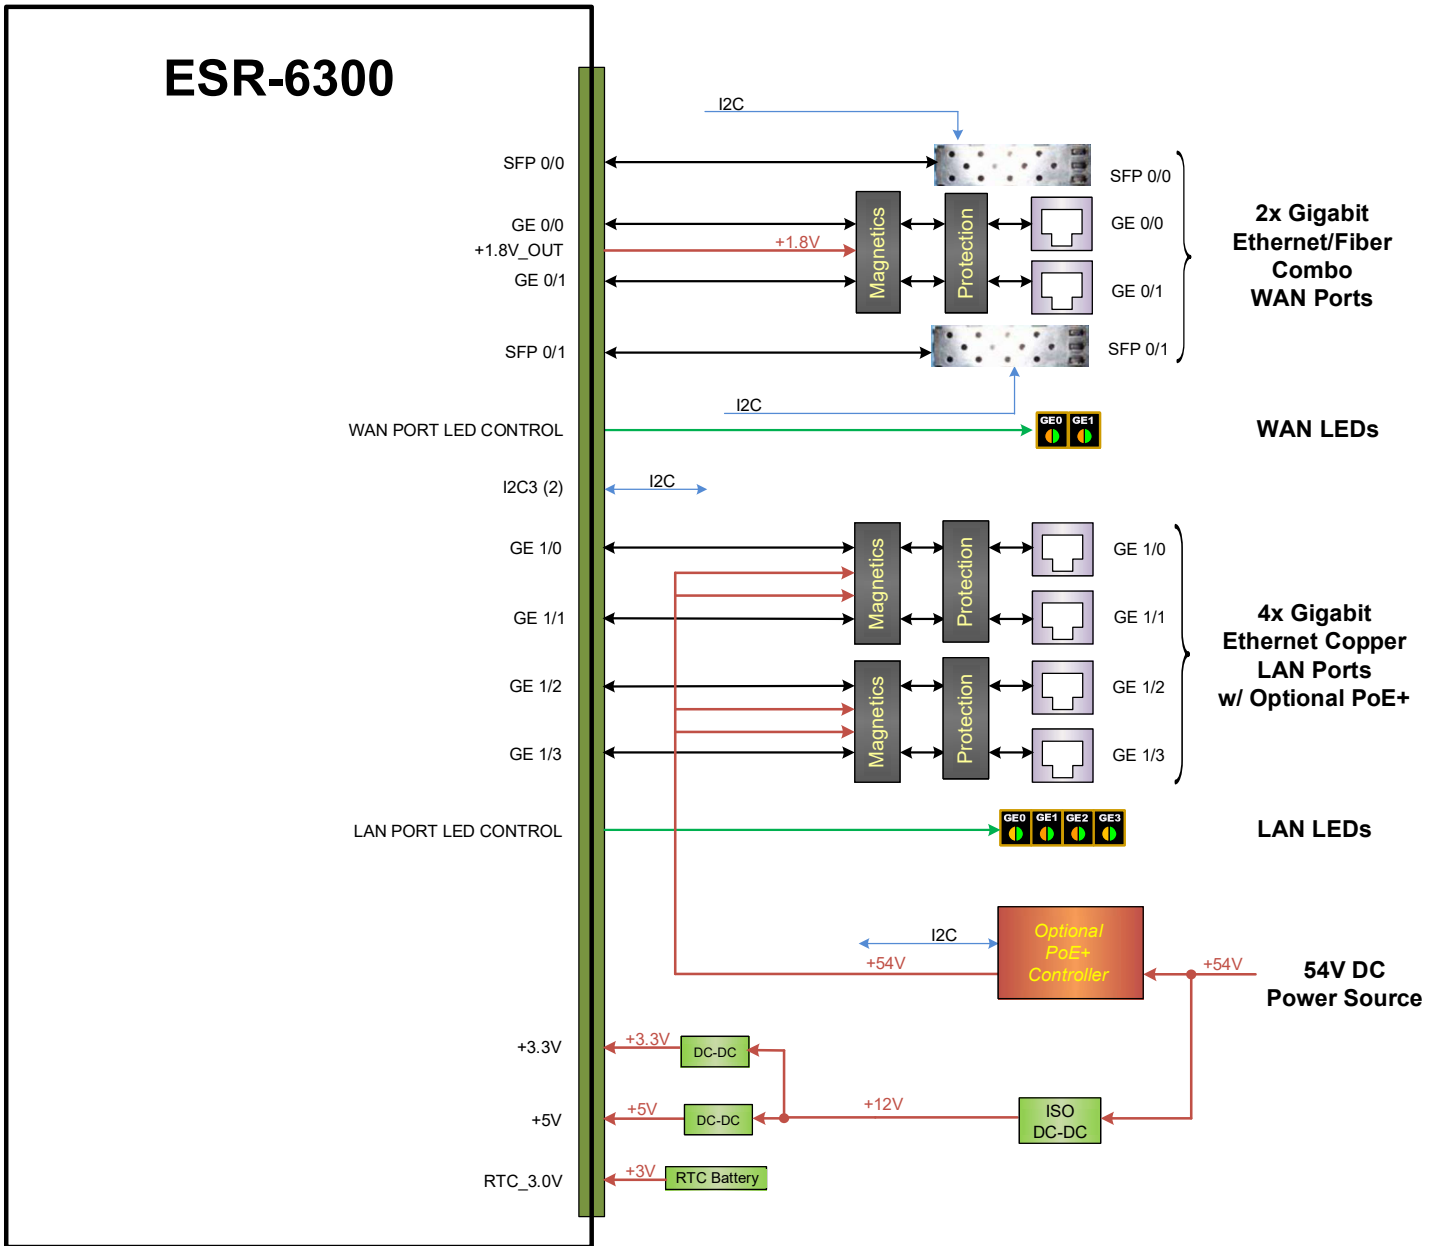 ESR-6300
I2C
SFP 0/0
SFP 0/0
GE 0/0
Magnetics
Protection
GE 0/0
+1.8V_OUT
+1.8V
GE 0/1
GE 0/1
2x Gigabit
Ethernet/Fiber
Combo
WAN Ports
SFP 0/1
SFP 0/1
I2C
WAN PORT LED CONTROL
GE0 GE1
WAN LEDs
I2C3 (2)
I2C
GE 1/0
Magnetics
Protection
GE 1/0
GE 1/1
GE 1/1
4x Gigabit
Ethernet Copper
LAN Ports
w/ Optional PoE+
GE 1/2
Magnetics
Protection
GE 1/2
GE 1/3
GE 1/3
LAN PORT LED CONTROL
GE0 GE1 GE2 GE3
LAN LEDs
I2C
+54V
Optional
PoE+
Controller
+54V
54V DC
Power Source
+3.3V
+3.3V
DC-DC
+5V
+5V
DC-DC
+12V
ISO
DC-DC
RTC_3.0V
+3V
RTC Battery